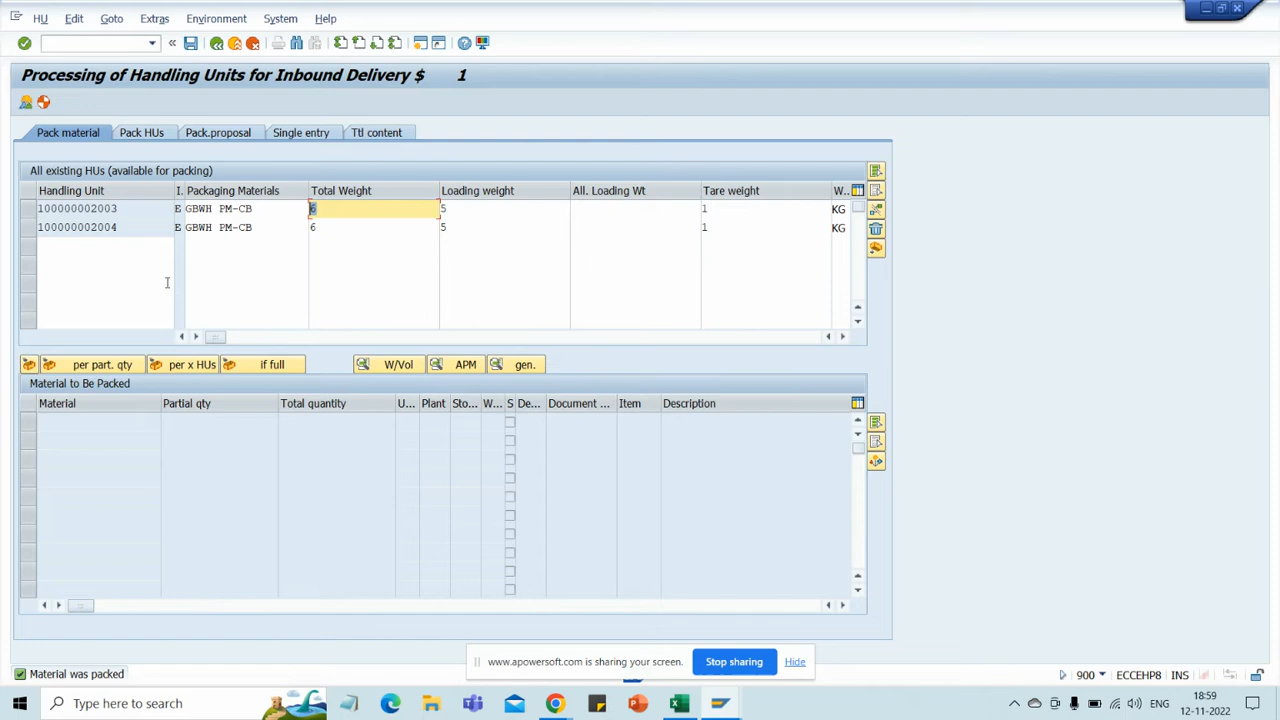 HU Edit Goto Extras Environment System Help
Processing of Handling Units for Inbound Delivery $ 1
Pack material Pack HUs Pack.proposal Single entry Ttl content
All existing HUs (available for packing)
Handling Unit I. Packaging Materials Total Weight Loading weight All. Loading Wt Tare weight W..
100000002003 E GBWH PM-CB 6 5 1 KG
100000002004 E GBWH PM-CB 6 5 1 KG
per part. qty per x HUs if full W/Vol APM gen.
Material to Be Packed
Material Partial qty Total quantity U... Plant Sto... W... S De... Document ... Item Description
www.apowersoft.com is sharing your screen. Stop sharing Hide
Material was packed 900 ECCEHP8 INS
Type here to search ENG 18:59
12-11-2022